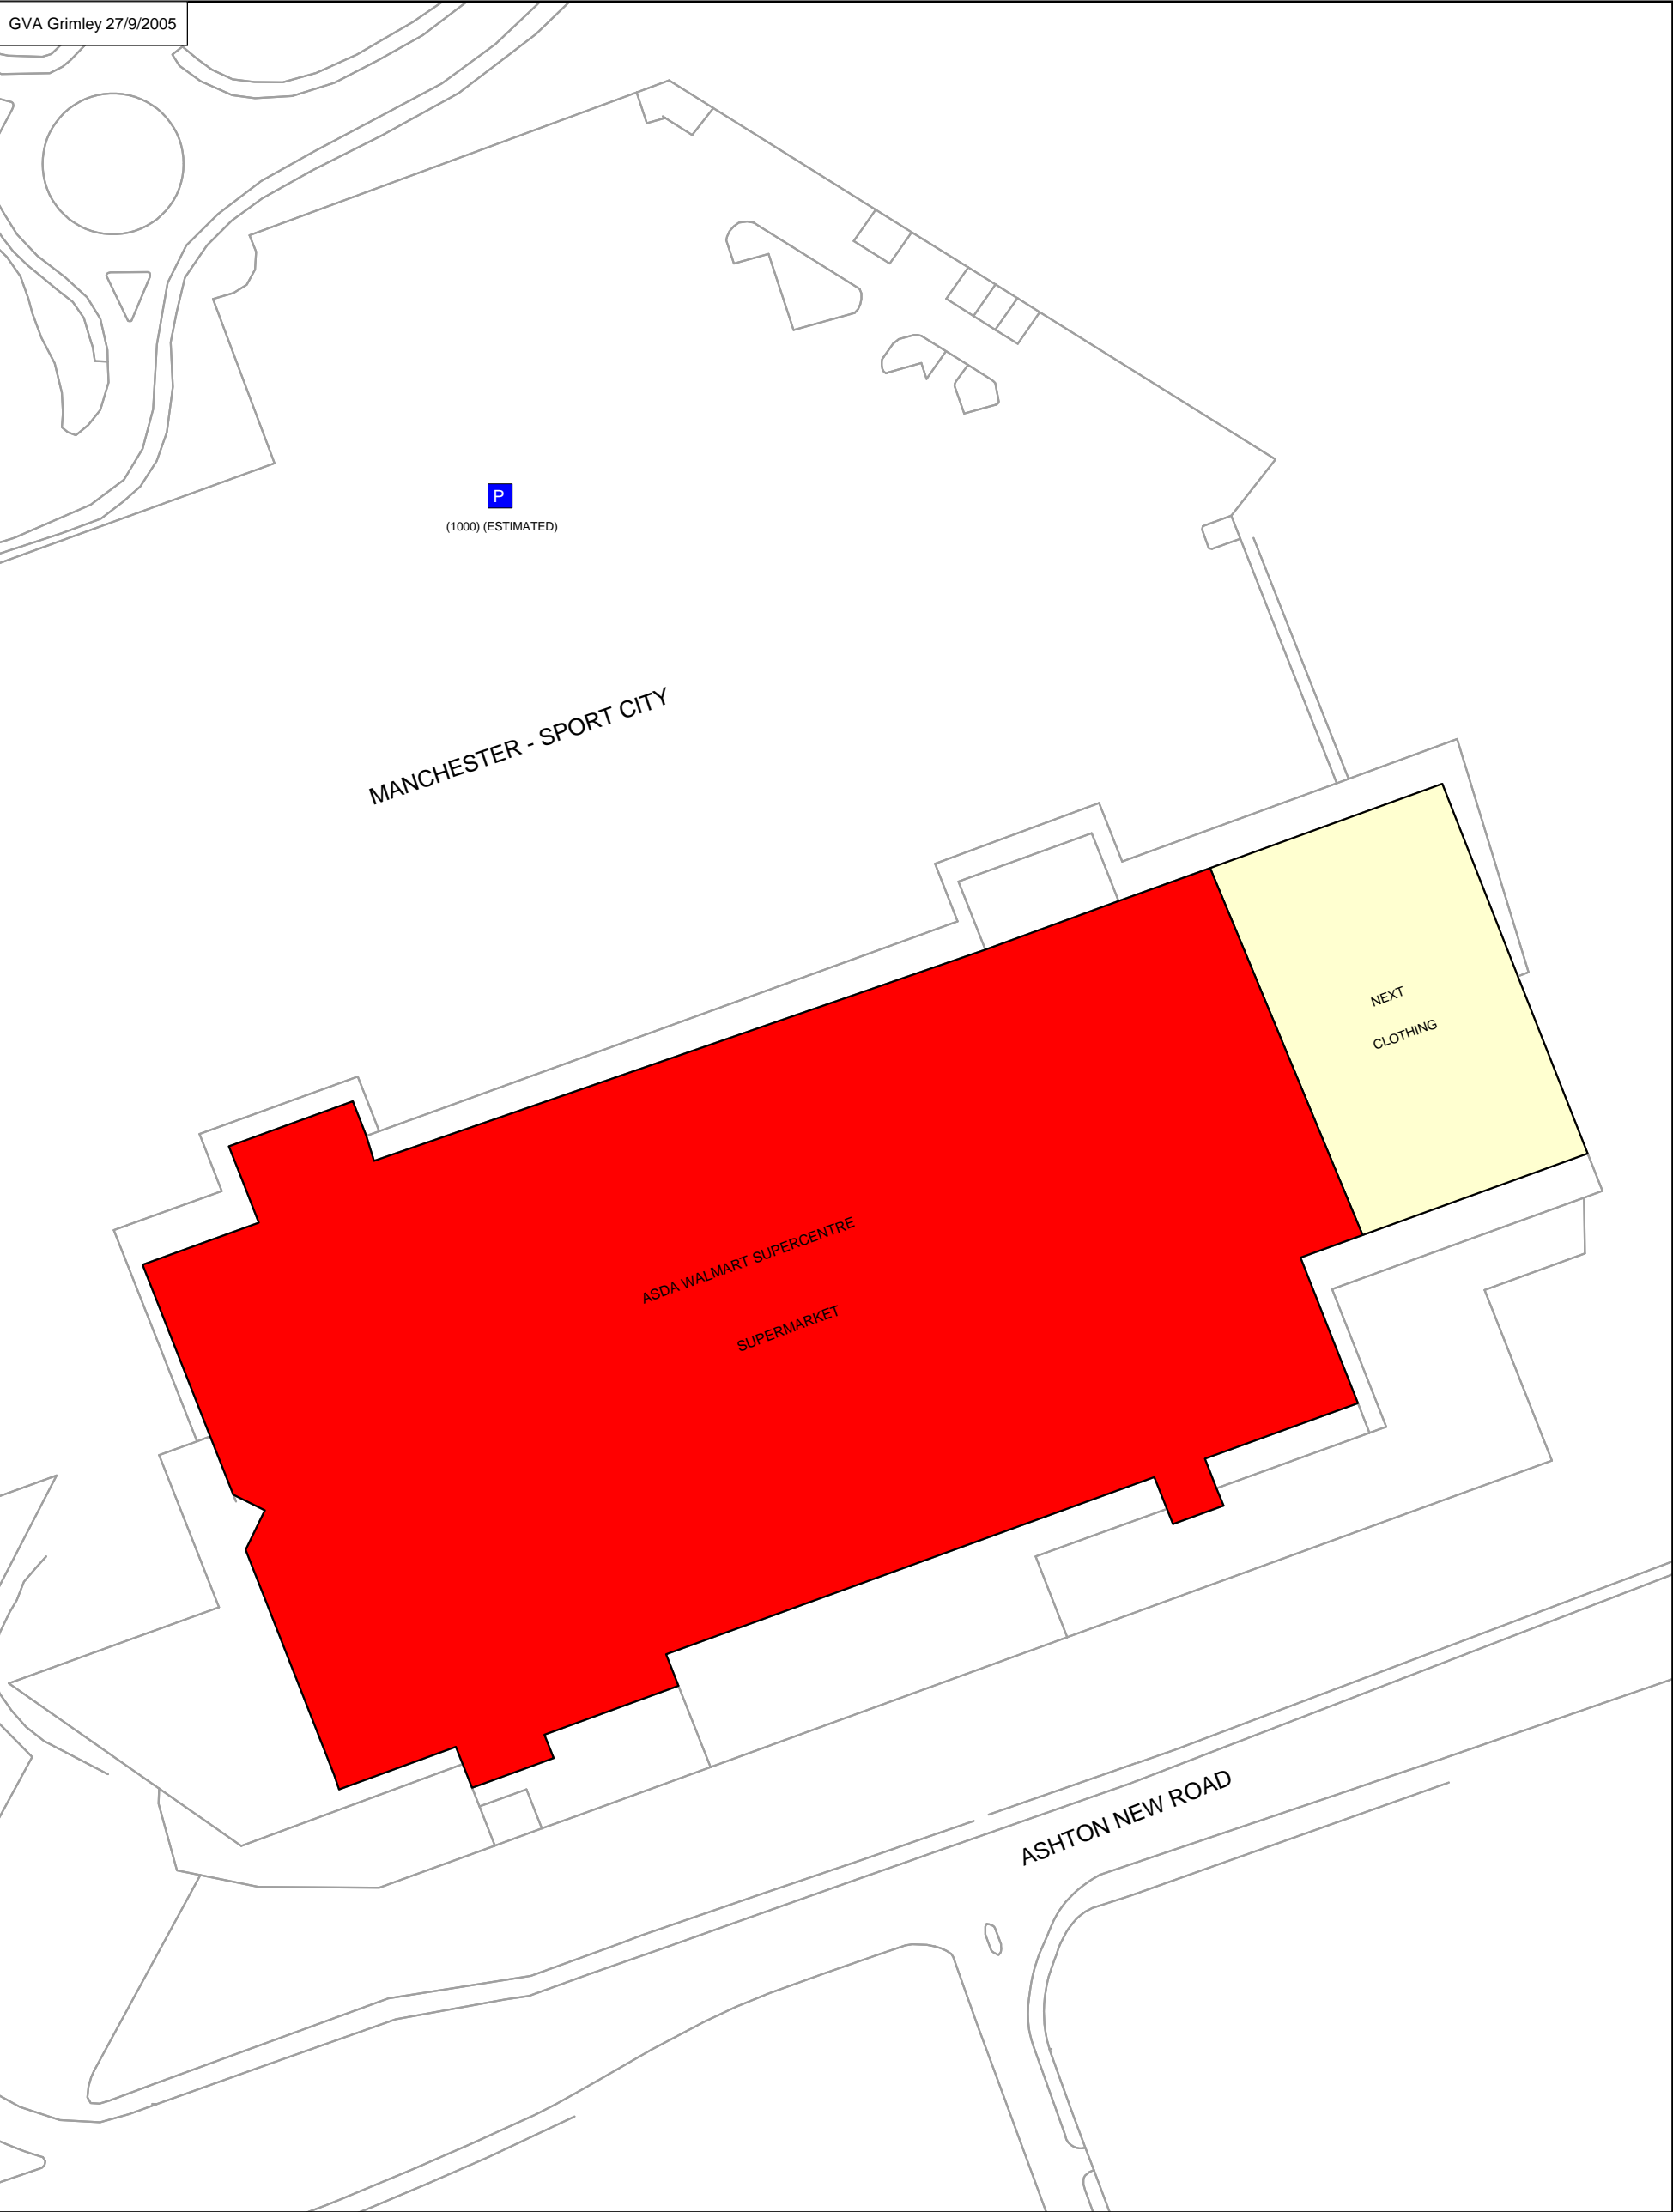 GVA Grimley 27/9/2005
P
(1000) (ESTIMATED)
MANCHESTER - SPORT CITY
NEXT
CLOTHING
ASDA WALMART SUPERCENTRE
SUPERMARKET
ASHTON NEW ROAD